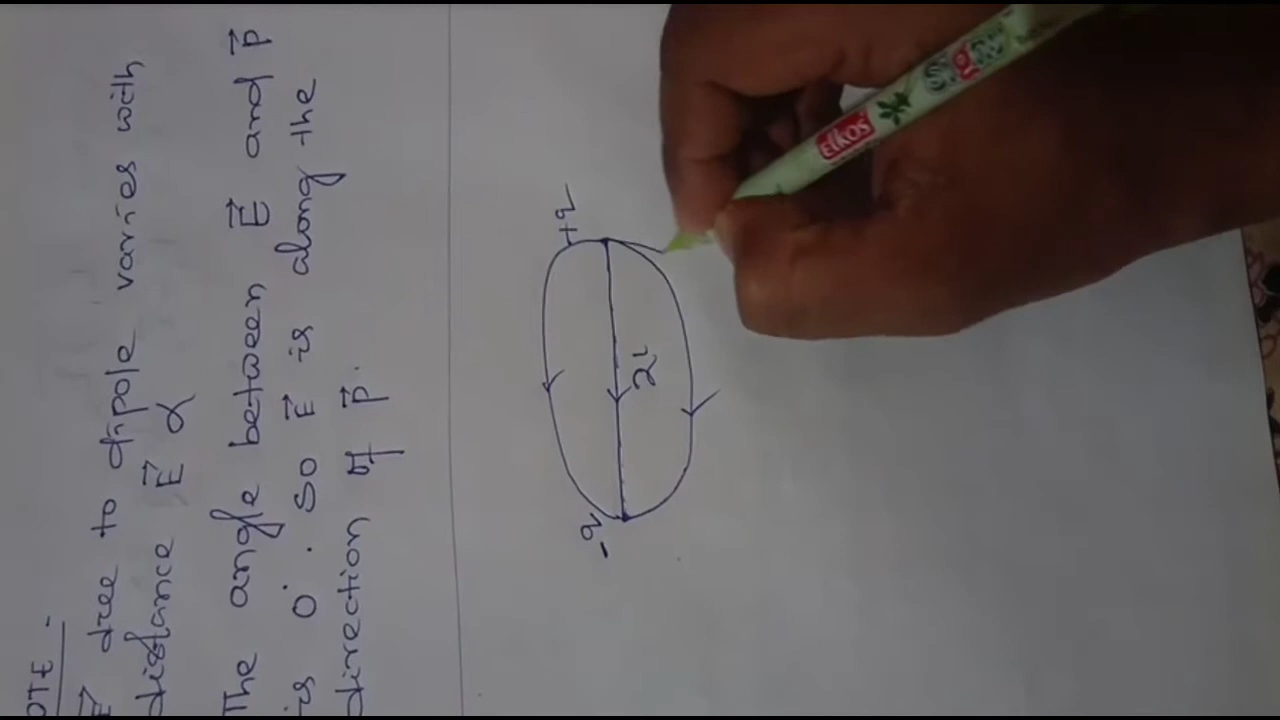 OTE -
E due to dipole varies with
distance E α
The angle between E and P
is 0°. So E is along the
direction of P.
+q
2l
-q
elkos